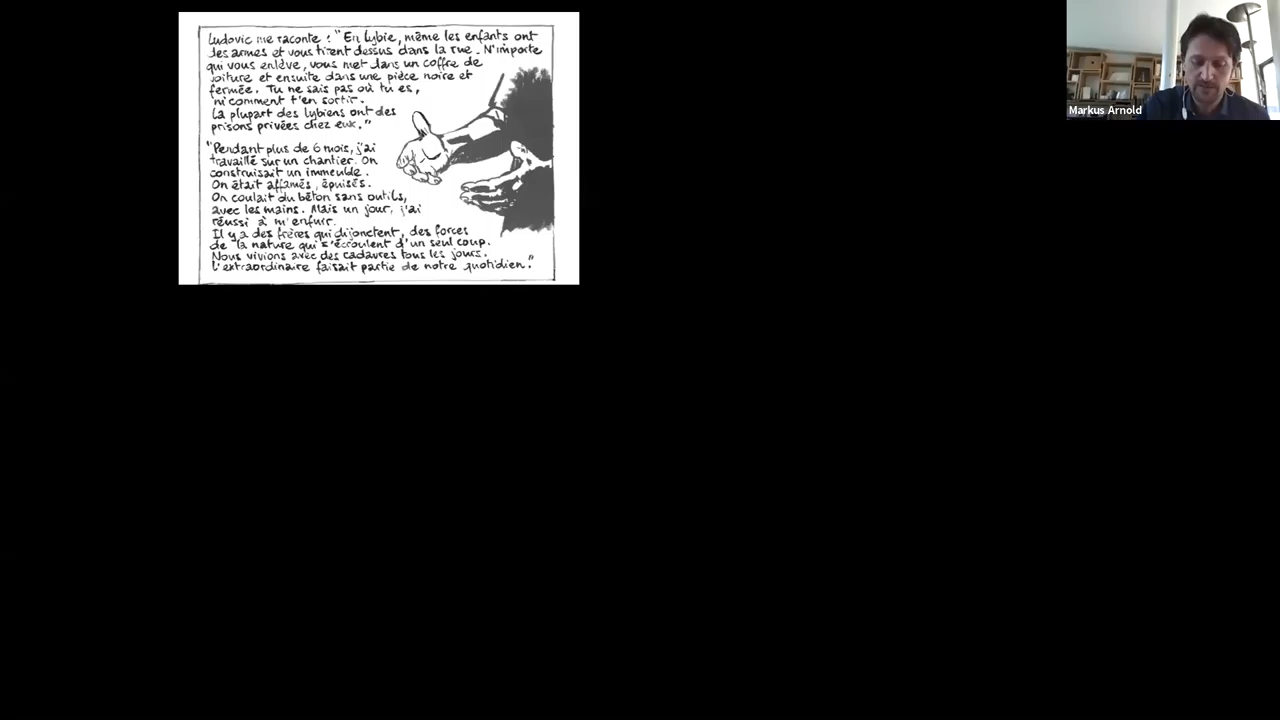 Ludovic me raconte : "En Lybie, même les enfants ont
des armes et vous tirent dessus dans la rue. N'importe
qui vous enlève, vous met dans un coffre de
voiture et ensuite dans une pièce noire et
fermée. Tu ne sais pas où tu es,
ni comment t'en sortir.
La plupart des lybiens ont des
prisons privées chez eux."
"Pendant plus de 6 mois, j'ai
travaillé sur un chantier. On
construisait un immeuble.
On était affamés, épuisés.
On coulait du béton sans outils,
avec les mains. Mais un jour, j'ai
réussi à m'enfuir.
Il y a des frères qui disjonctent, des forces
de la nature qui s'écroulent d'un seul coup.
Nous vivions avec des cadavres tous les jours.
L'extraordinaire faisait partie de notre quotidien."
Markus Arnold